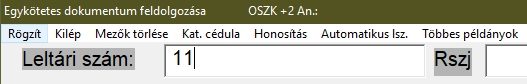 Egykötetes dokumentum feldolgozása OSZK +2 An.:
Rögzít Kilép Mezők törlése Kat. cédula Honosítás Automatikus lsz. Többes példányok
Leltári szám: 11 Rszj